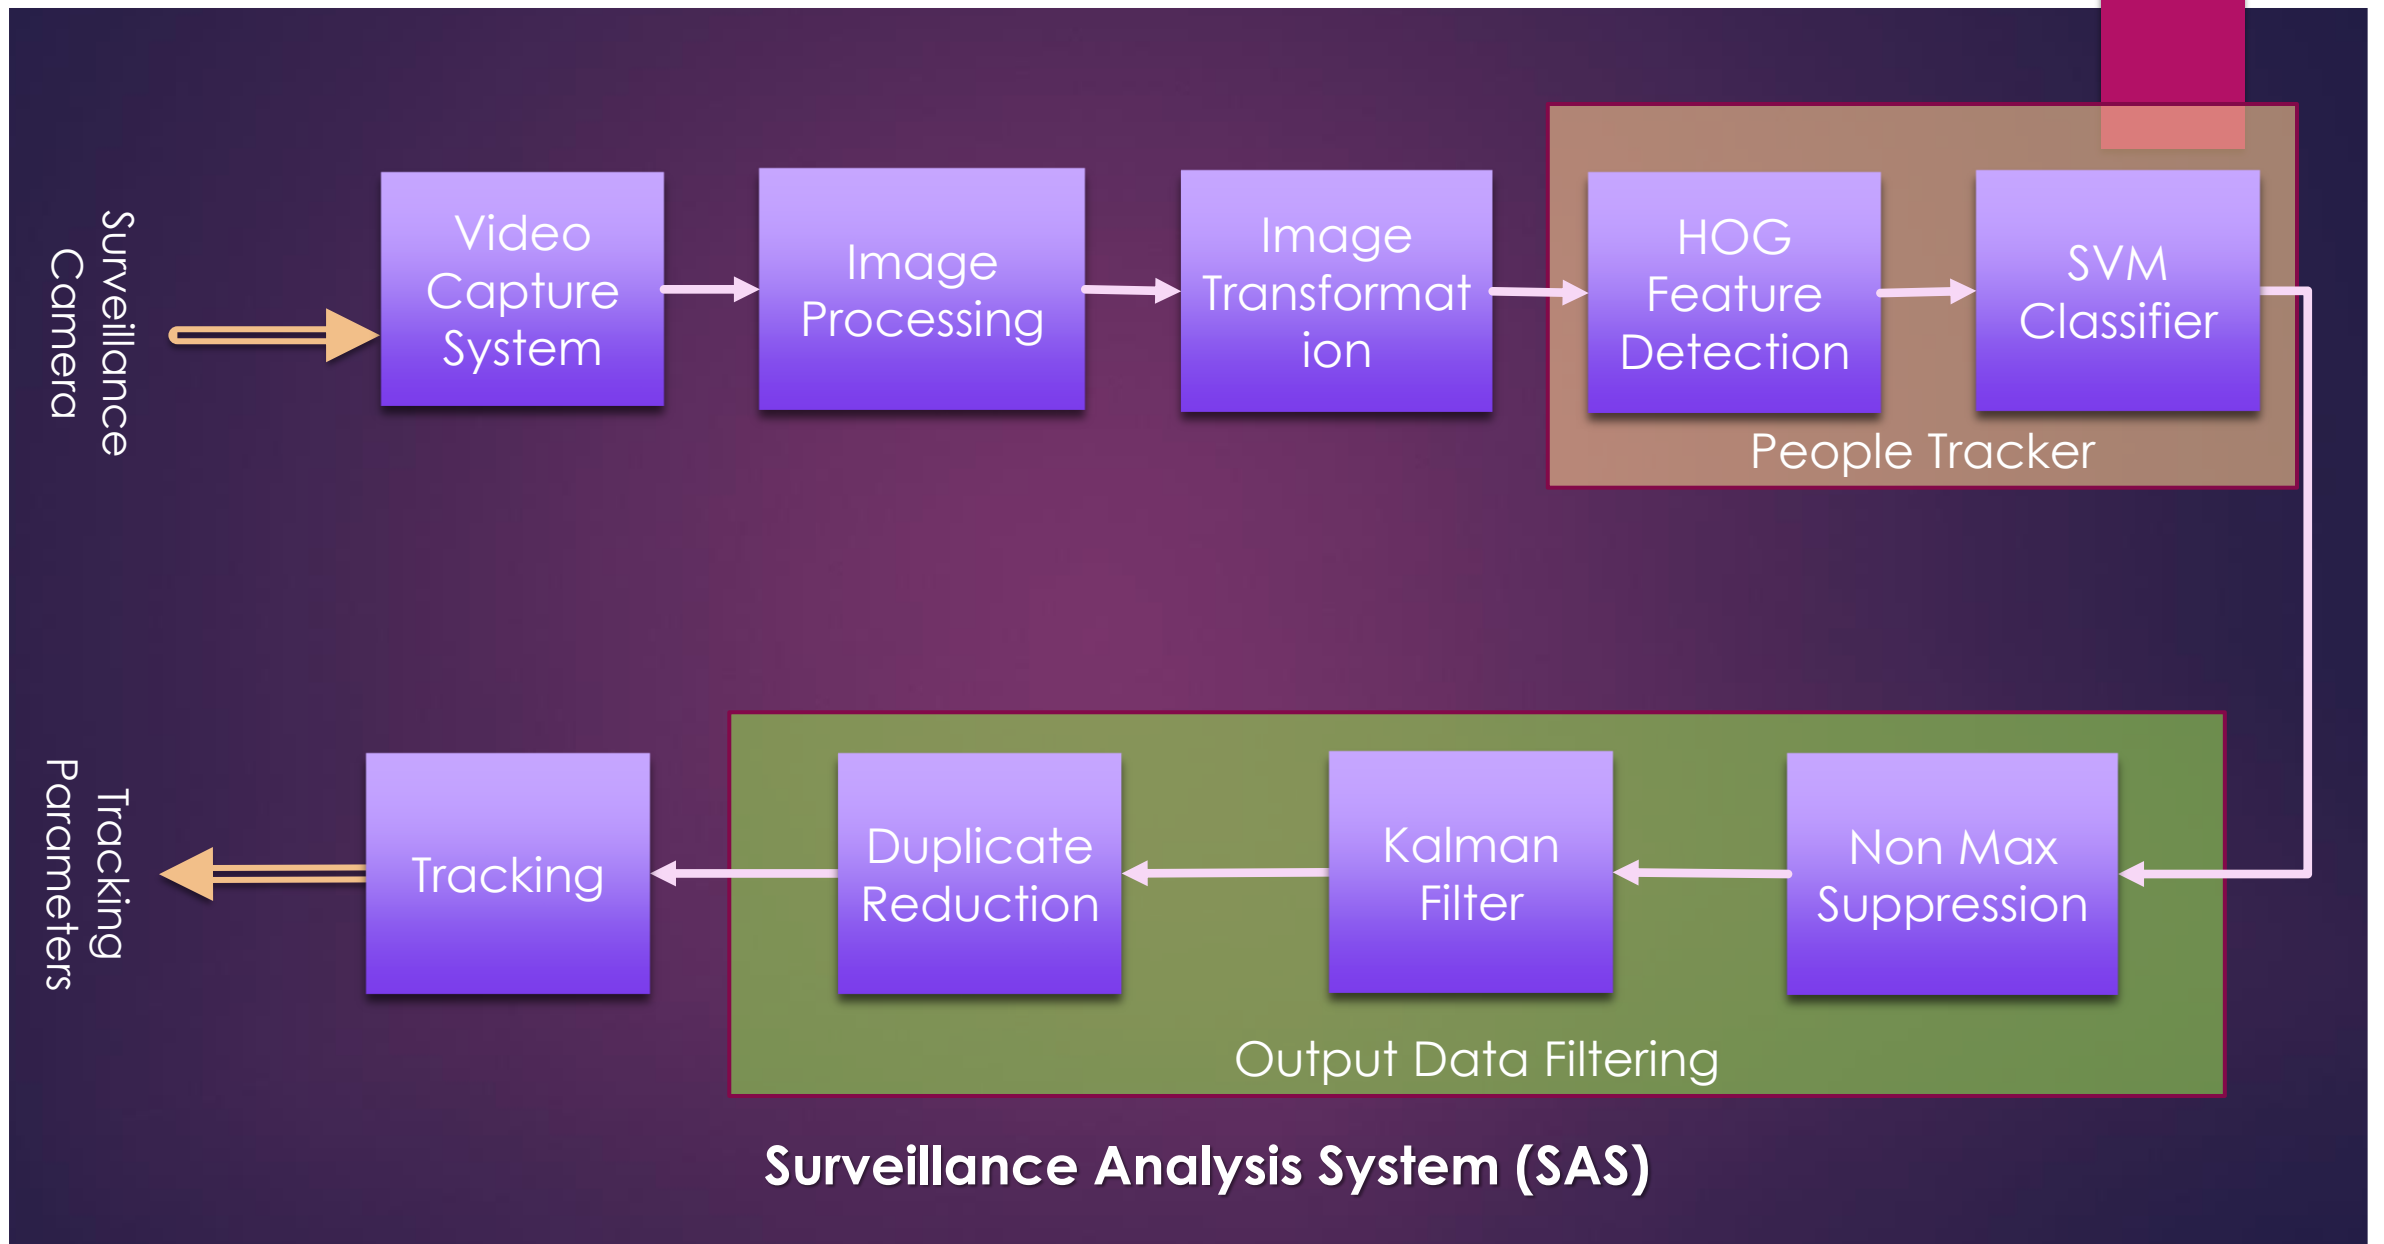 Surveillance
Camera
Video
Capture
System
Image
Processing
Image
Transformat
ion
HOG
Feature
Detection
SVM
Classifier
People Tracker
Tracking
Parameters
Tracking
Duplicate
Reduction
Kalman
Filter
Non Max
Suppression
Output Data Filtering
Surveillance Analysis System (SAS)